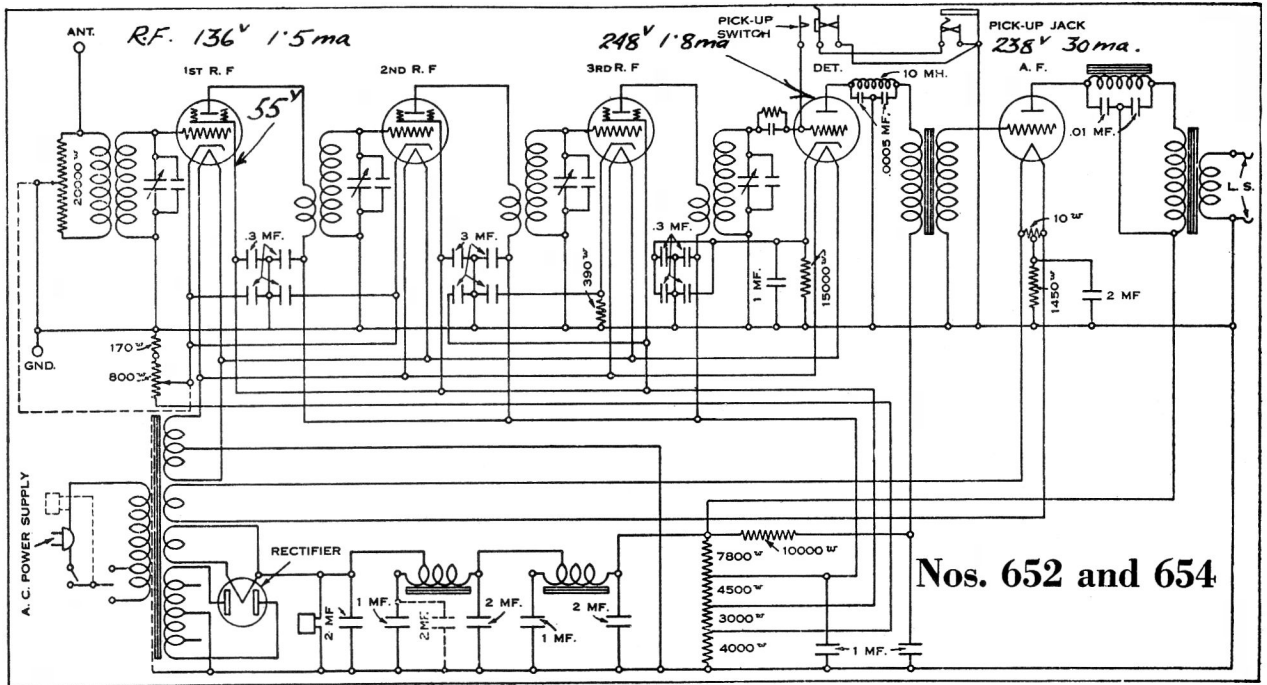 ANT.
R.F. 136v 1.5ma
248v 1.8ma
PICK-UP
SWITCH
PICK-UP JACK
238v 30ma.
1ST R.F
2ND R.F
3RD R.F
DET.
10 MH.
A. F.
55v
20000ω
.0005 MF.
.01 MF.
L. S.
10ω
.3 MF.
.3 MF.
390ω
.3 MF.
1 MF.
15000ω
1450ω
2 MF
GND.
170ω
800ω
A. C. POWER SUPPLY
RECTIFIER
2 MF
1 MF.
2 MF.
2 MF.
1 MF.
2 MF.
7800ω
10000ω
4500ω
3000ω
4000ω
1 MF.
Nos. 652 and 654